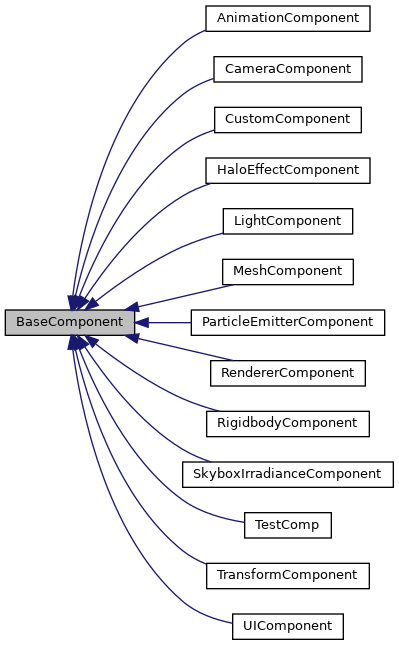 AnimationComponent
CameraComponent
CustomComponent
HaloEffectComponent
LightComponent
MeshComponent
BaseComponent
ParticleEmitterComponent
RendererComponent
RigidbodyComponent
SkyboxIrradianceComponent
TestComp
TransformComponent
UIComponent